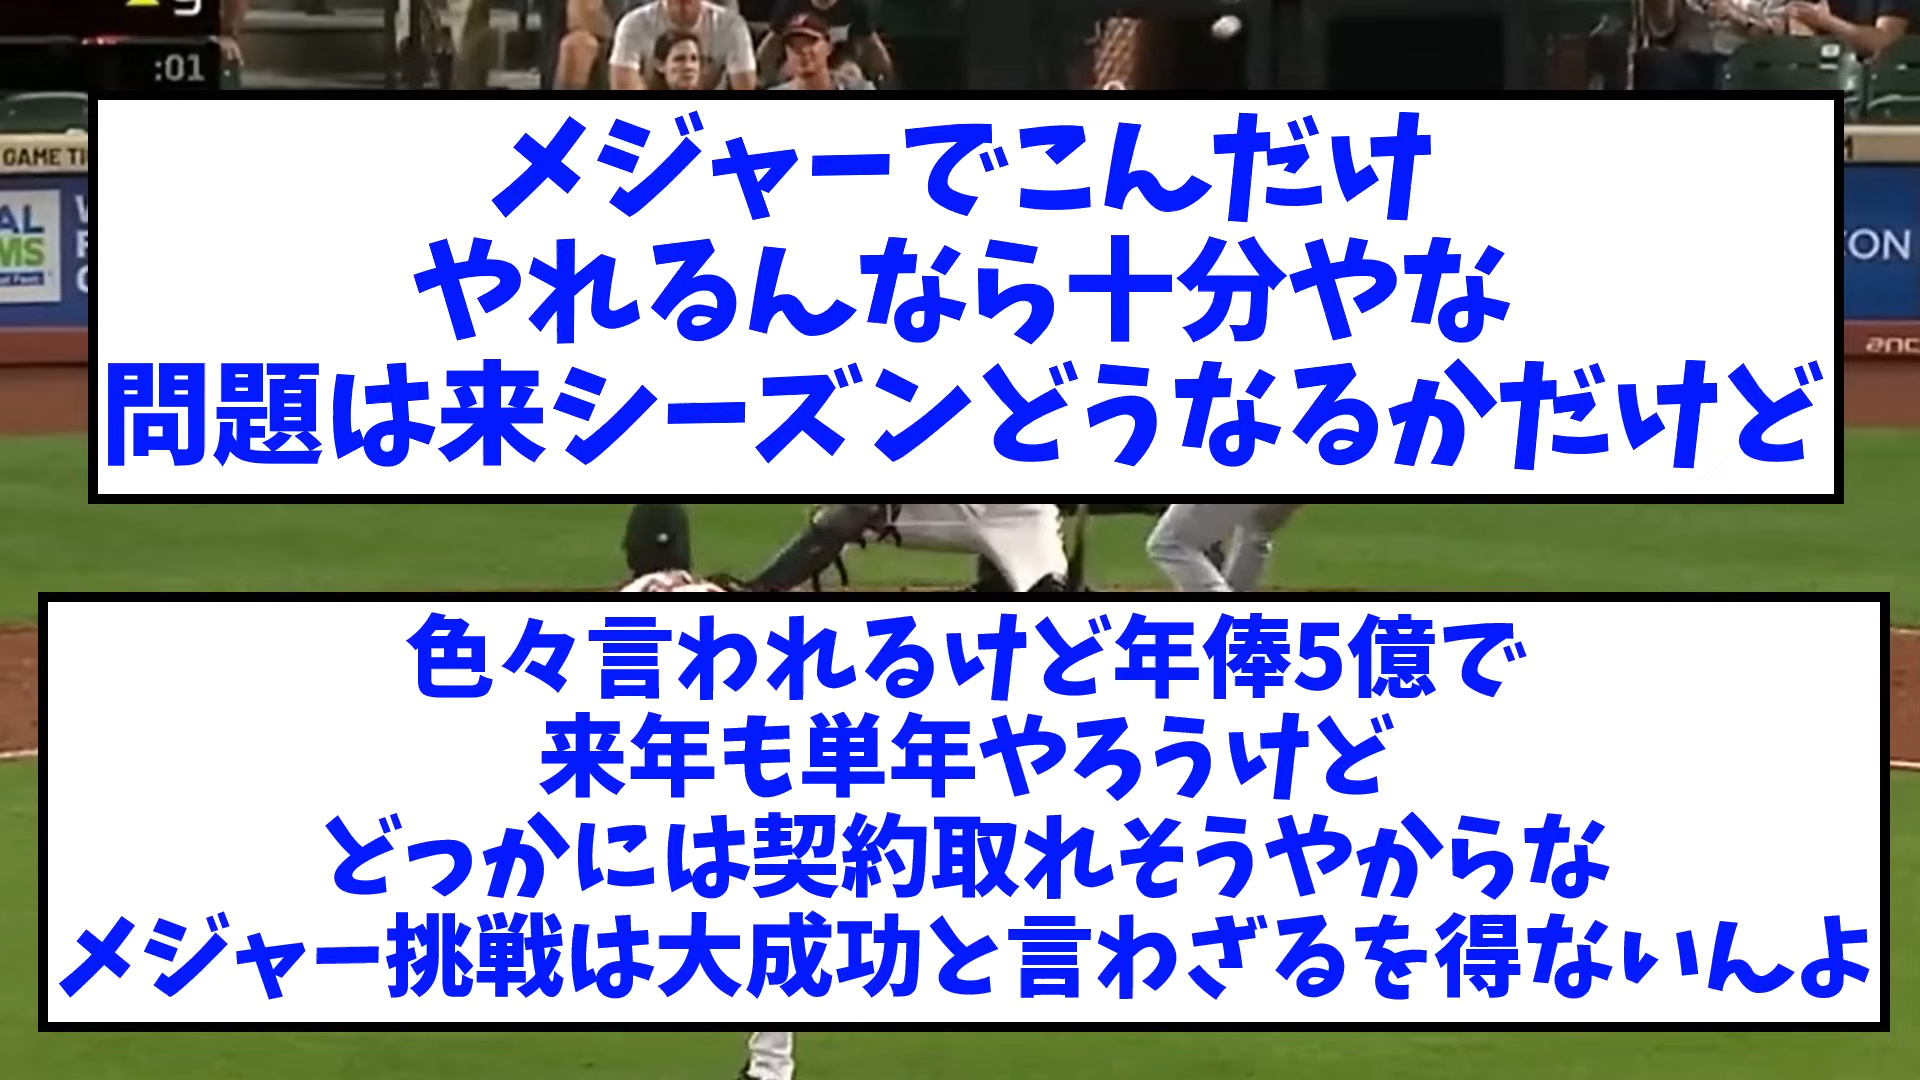 :01
GAME TI
メジャーでこんだけ
やれるんなら十分やな
問題は来シーズンどうなるかだけど
色々言われるけど年俸5億で
来年も単年やろうけど
どっかには契約取れそうやからな
メジャー挑戦は大成功と言わざるを得ないんよ